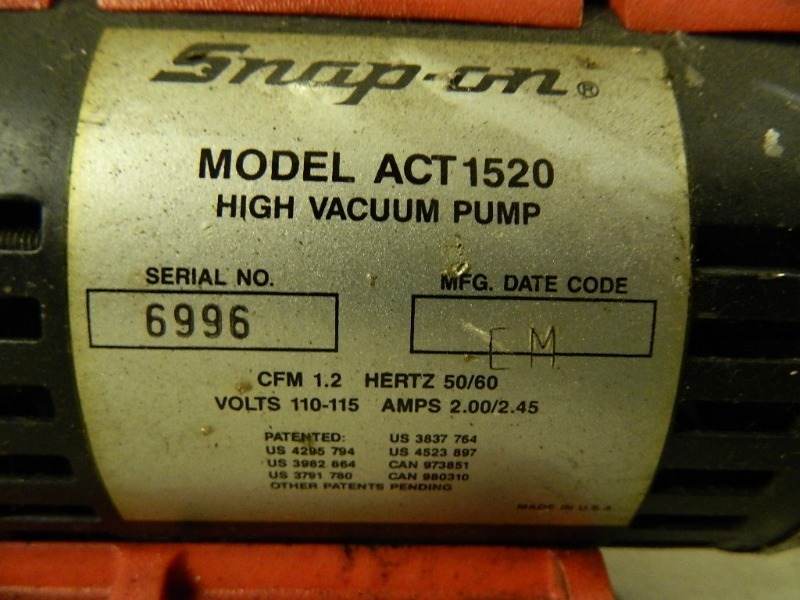 Snap-on®
MODEL ACT1520
HIGH VACUUM PUMP
SERIAL NO. MFG. DATE CODE
6996 EM
CFM 1.2 HERTZ 50/60
VOLTS 110-115 AMPS 2.00/2.45
PATENTED: US 3837 764
US 4295 794 US 4523 897
US 3982 864 CAN 973851
US 3791 780 CAN 980310
OTHER PATENTS PENDING
MADE IN U.S.A.